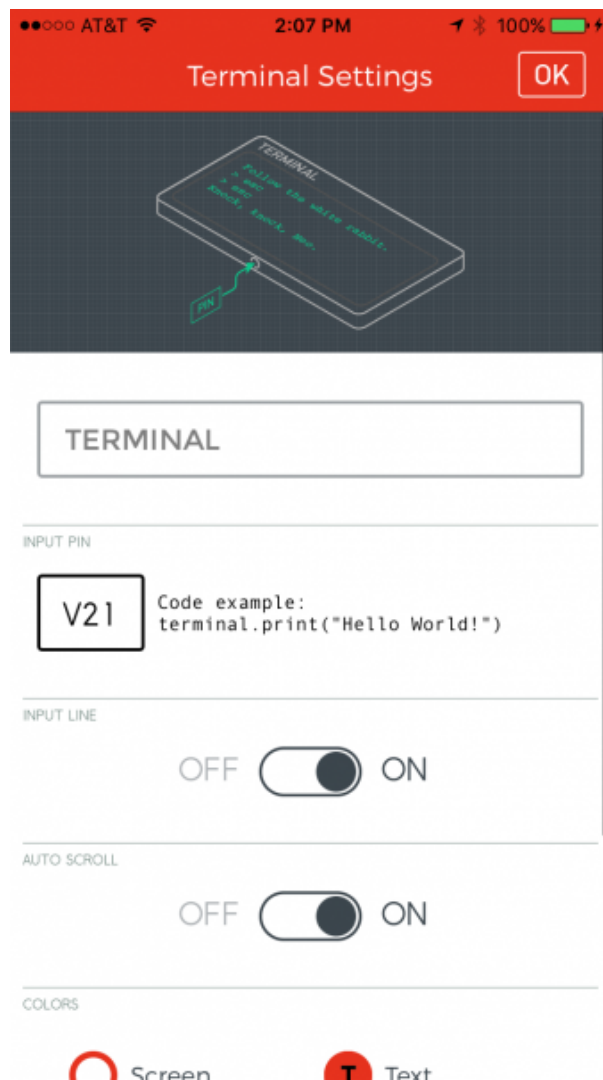 AT&T 2:07 PM 100%
Terminal Settings OK
TERMINAL
Follow the white rabbit.
Knock, knock, Neo.
PIN
TERMINAL
INPUT PIN
V21
Code example:
terminal.print("Hello World!")
INPUT LINE
OFF ON
AUTO SCROLL
OFF ON
COLORS
Screen T Text